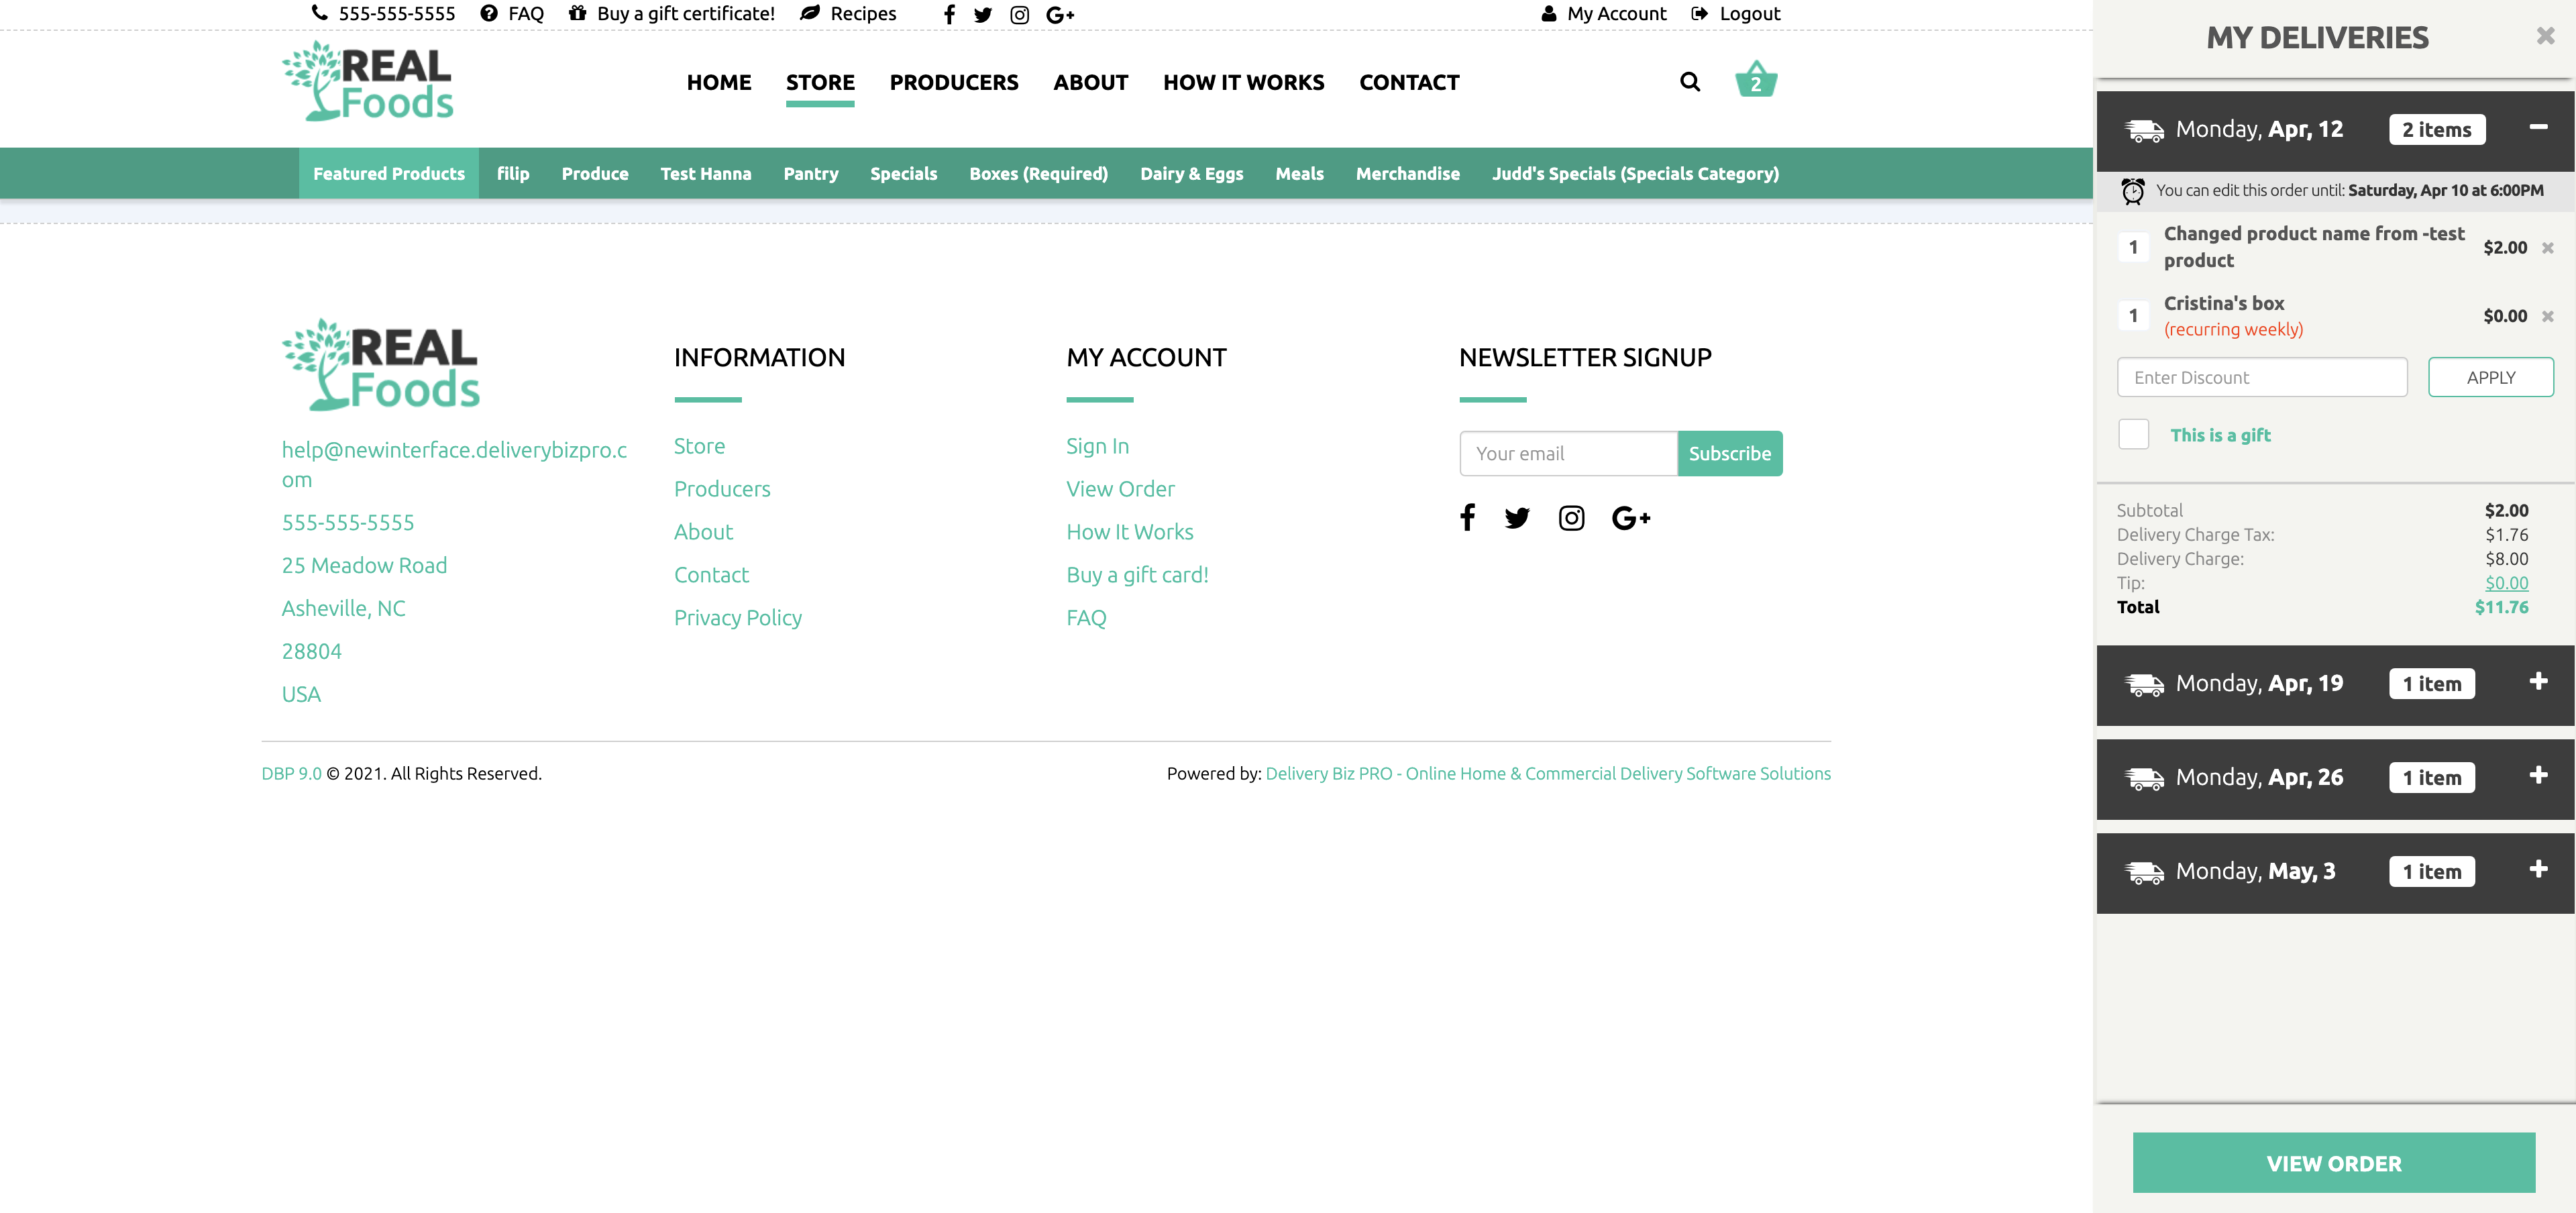 555-555-5555 FAQ Buy a gift certificate! Recipes My Account Logout
REAL
Foods
HOME STORE PRODUCERS ABOUT HOW IT WORKS CONTACT 2
Featured Products filip Produce Test Hanna Pantry Specials Boxes (Required) Dairy & Eggs Meals Merchandise Judd's Specials (Specials Category)
REAL
Foods
help@newinterface.deliverybizpro.c
om
555-555-5555
25 Meadow Road
Asheville, NC
28804
USA
INFORMATION
Store
Producers
About
Contact
Privacy Policy
MY ACCOUNT
Sign In
View Order
How It Works
Buy a gift card!
FAQ
NEWSLETTER SIGNUP
Your email Subscribe
DBP 9.0 © 2021. All Rights Reserved.
Powered by: Delivery Biz PRO - Online Home & Commercial Delivery Software Solutions
MY DELIVERIES
Monday, Apr, 12 2 items
You can edit this order until: Saturday, Apr 10 at 6:00PM
1 Changed product name from -test
product $2.00
1 Cristina's box $0.00
(recurring weekly)
Enter Discount APPLY
This is a gift
Subtotal $2.00
Delivery Charge Tax: $1.76
Delivery Charge: $8.00
Tip: $0.00
Total $11.76
Monday, Apr, 19 1 item
Monday, Apr, 26 1 item
Monday, May, 3 1 item
VIEW ORDER